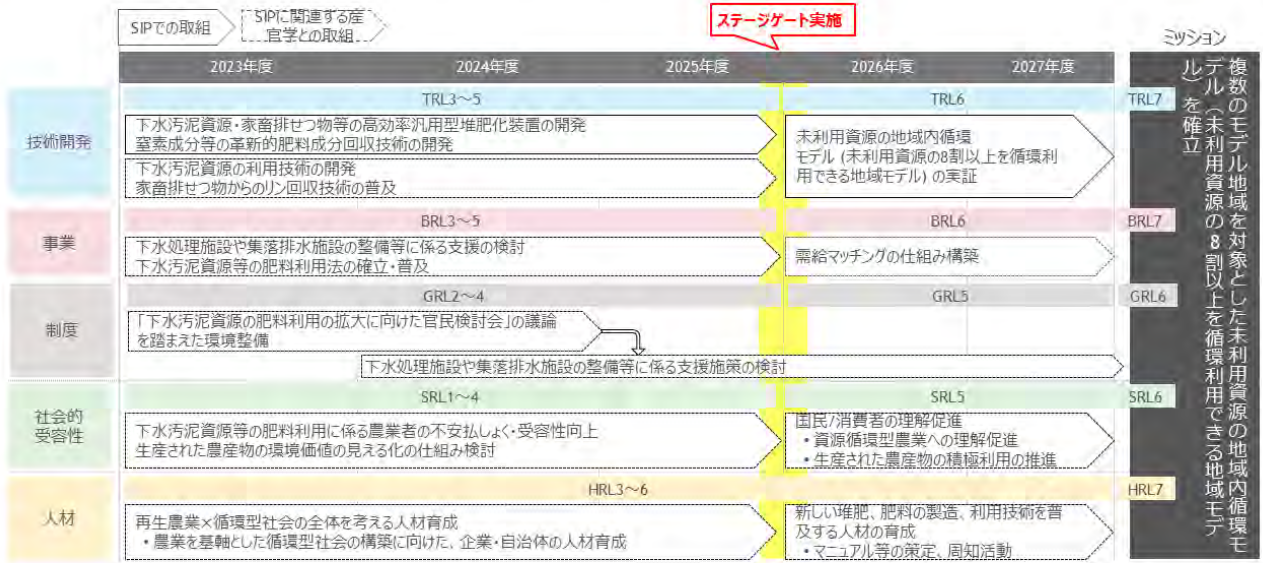 SIPでの取組
SIPに関連する産
官学との取組
ステージゲート実施
ミッション
2023年度
2024年度
2025年度
2026年度
2027年度
技術開発
TRL3～5
TRL6
TRL7
下水汚泥資源・家畜排せつ物等の高効率汎用型堆肥化装置の開発
窒素成分等の革新的肥料成分回収技術の開発
下水汚泥資源の利用技術の開発
家畜排せつ物からのリン回収技術の普及
未利用資源の地域内循環
モデル (未利用資源の8割以上を循環利
用できる地域モデル) の実証
事業
BRL3～5
BRL6
BRL7
下水処理施設や集落排水施設の整備等に係る支援の検討
下水汚泥資源等の肥料利用法の確立・普及
需給マッチングの仕組み構築
制度
GRL2～4
GRL5
GRL6
「下水汚泥資源の肥料利用の拡大に向けた官民検討会」の議論
を踏まえた環境整備
下水処理施設や集落排水施設の整備等に係る支援施策の検討
社会的
受容性
SRL1～4
SRL5
SRL6
下水汚泥資源等の肥料利用に係る農業者の不安払しょく・受容性向上
生産された農産物の環境価値の見える化の仕組み検討
国民/消費者の理解促進
・資源循環型農業への理解促進
・生産された農産物の積極利用の推進
人材
HRL3～6
HRL7
再生農業×循環型社会の全体を考える人材育成
・農業を基軸とした循環型社会の構築に向けた、企業・自治体の人材育成
新しい堆肥、肥料の製造、利用技術を普
及する人材の育成
・マニュアル等の策定、周知活動
複数のモデル地域を対象とした未利用資源の地域内循環モ
デル（未利用資源の8割以上を循環利用できる地域モデ
ル）を確立